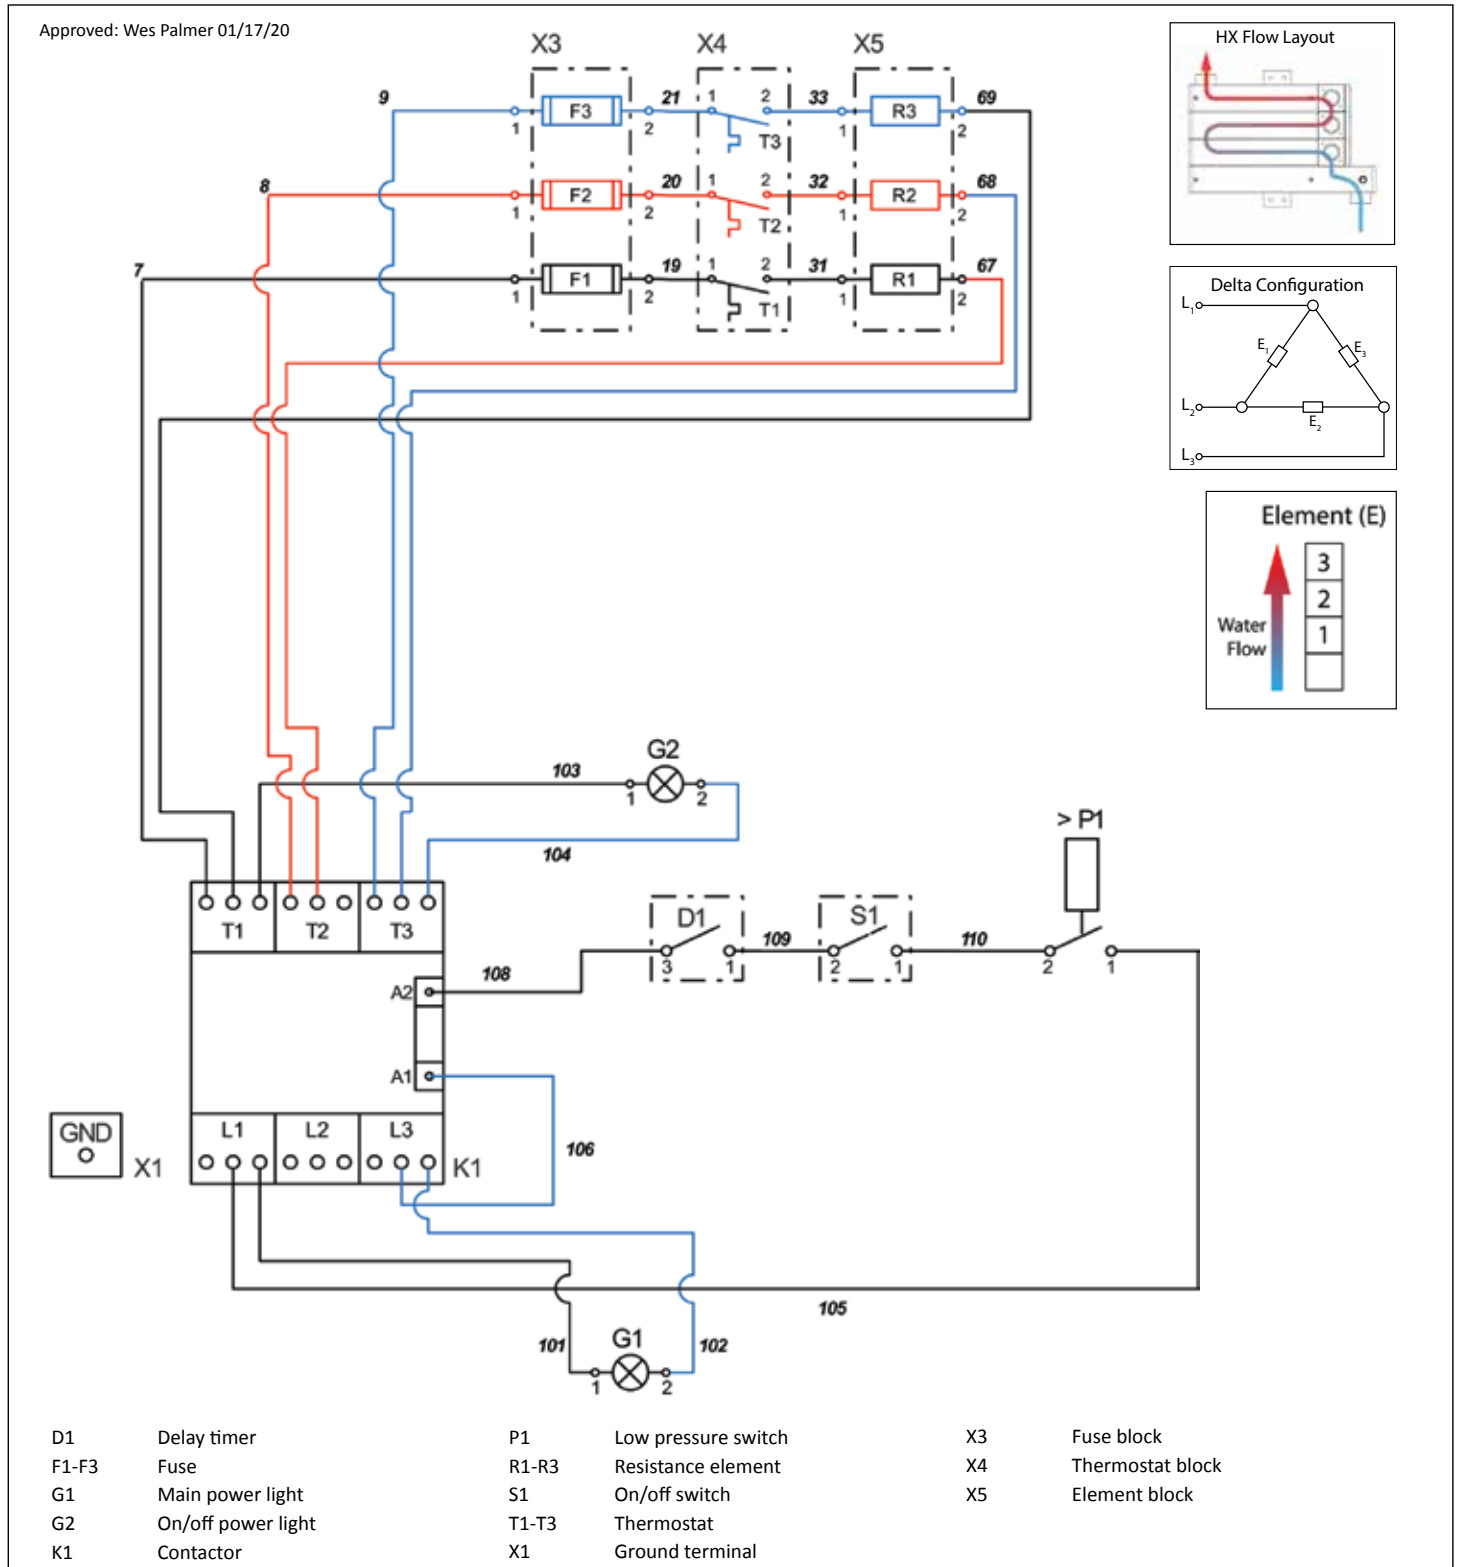 Approved: Wes Palmer 01/17/20
X3 X4 X5
9 1 F3 2 21 1 2 T3 33 1 R3 2 69
8 1 F2 2 20 1 2 T2 32 1 R2 2 68
7 1 F1 2 19 1 2 T1 31 1 R1 2 67
HX Flow Layout
Delta Configuration
L1
E1 E3
L2
E2
L3
Element (E)
3
2
1
Water
Flow
G2
103 1 2
104
> P1
T1 T2 T3
D1 S1
3 1 109 2 1 110 2 1
A2 108
A1
GND
X1
L1 L2 L3
K1
106
105
G1
101 102
1 2
D1 Delay timer
F1-F3 Fuse
G1 Main power light
G2 On/off power light
K1 Contactor
P1 Low pressure switch
R1-R3 Resistance element
S1 On/off switch
T1-T3 Thermostat
X1 Ground terminal
X3 Fuse block
X4 Thermostat block
X5 Element block